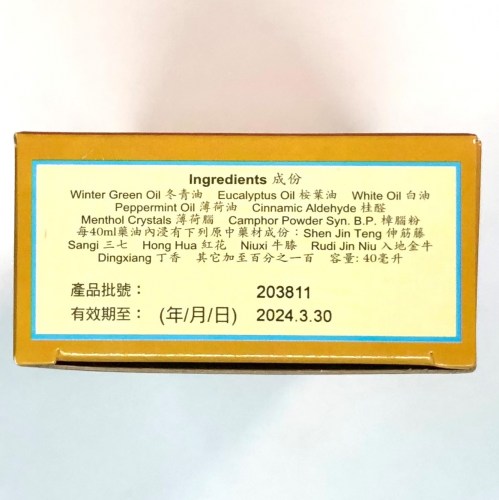 Ingredients 成份
Winter Green Oil 冬青油 Eucalyptus Oil 桉葉油 White Oil 白油
Peppermint Oil 薄荷油 Cinnamic Aldehyde 桂醛
Menthol Crystals 薄荷腦 Camphor Powder Syn. B.P. 樟腦粉
每40ml藥油內浸有下列原中藥材成份：Shen Jin Teng 伸筋藤
Sangi 三七 Hong Hua 紅花 Niuxi 牛膝 Rudi Jin Niu 入地金牛
Dingxiang 丁香 其它加至百分之一百 容量: 40毫升
產品批號： 203811
有效期至： (年/月/日) 2024.3.30